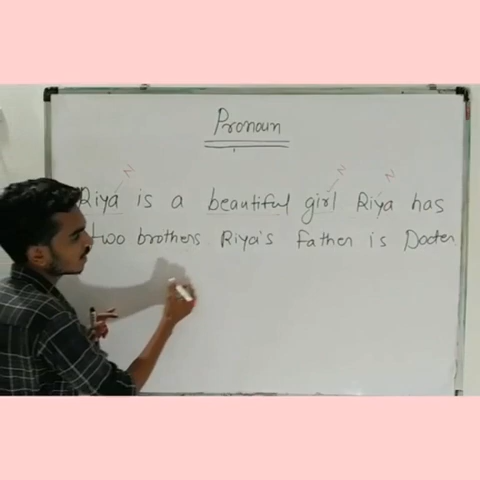 Pronoun
N N N
Riya is a beautiful girl Riya has
two brothers Riya's father is Docter